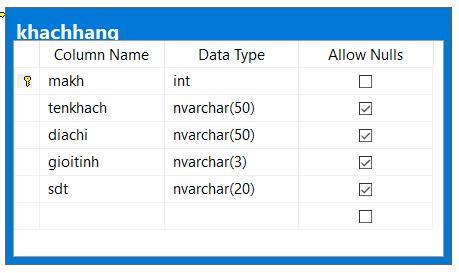 khachhang
Column Name Data Type Allow Nulls
makh int
tenkhach nvarchar(50)
diachi nvarchar(50)
gioitinh nvarchar(3)
sdt nvarchar(20)